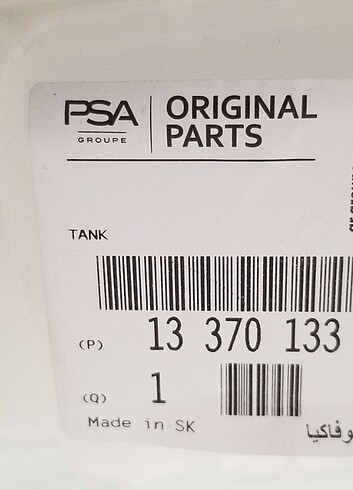 PSA
GROUPE
ORIGINAL
PARTS
TANK
(P) 13 370 133
(Q) 1
Made in SK